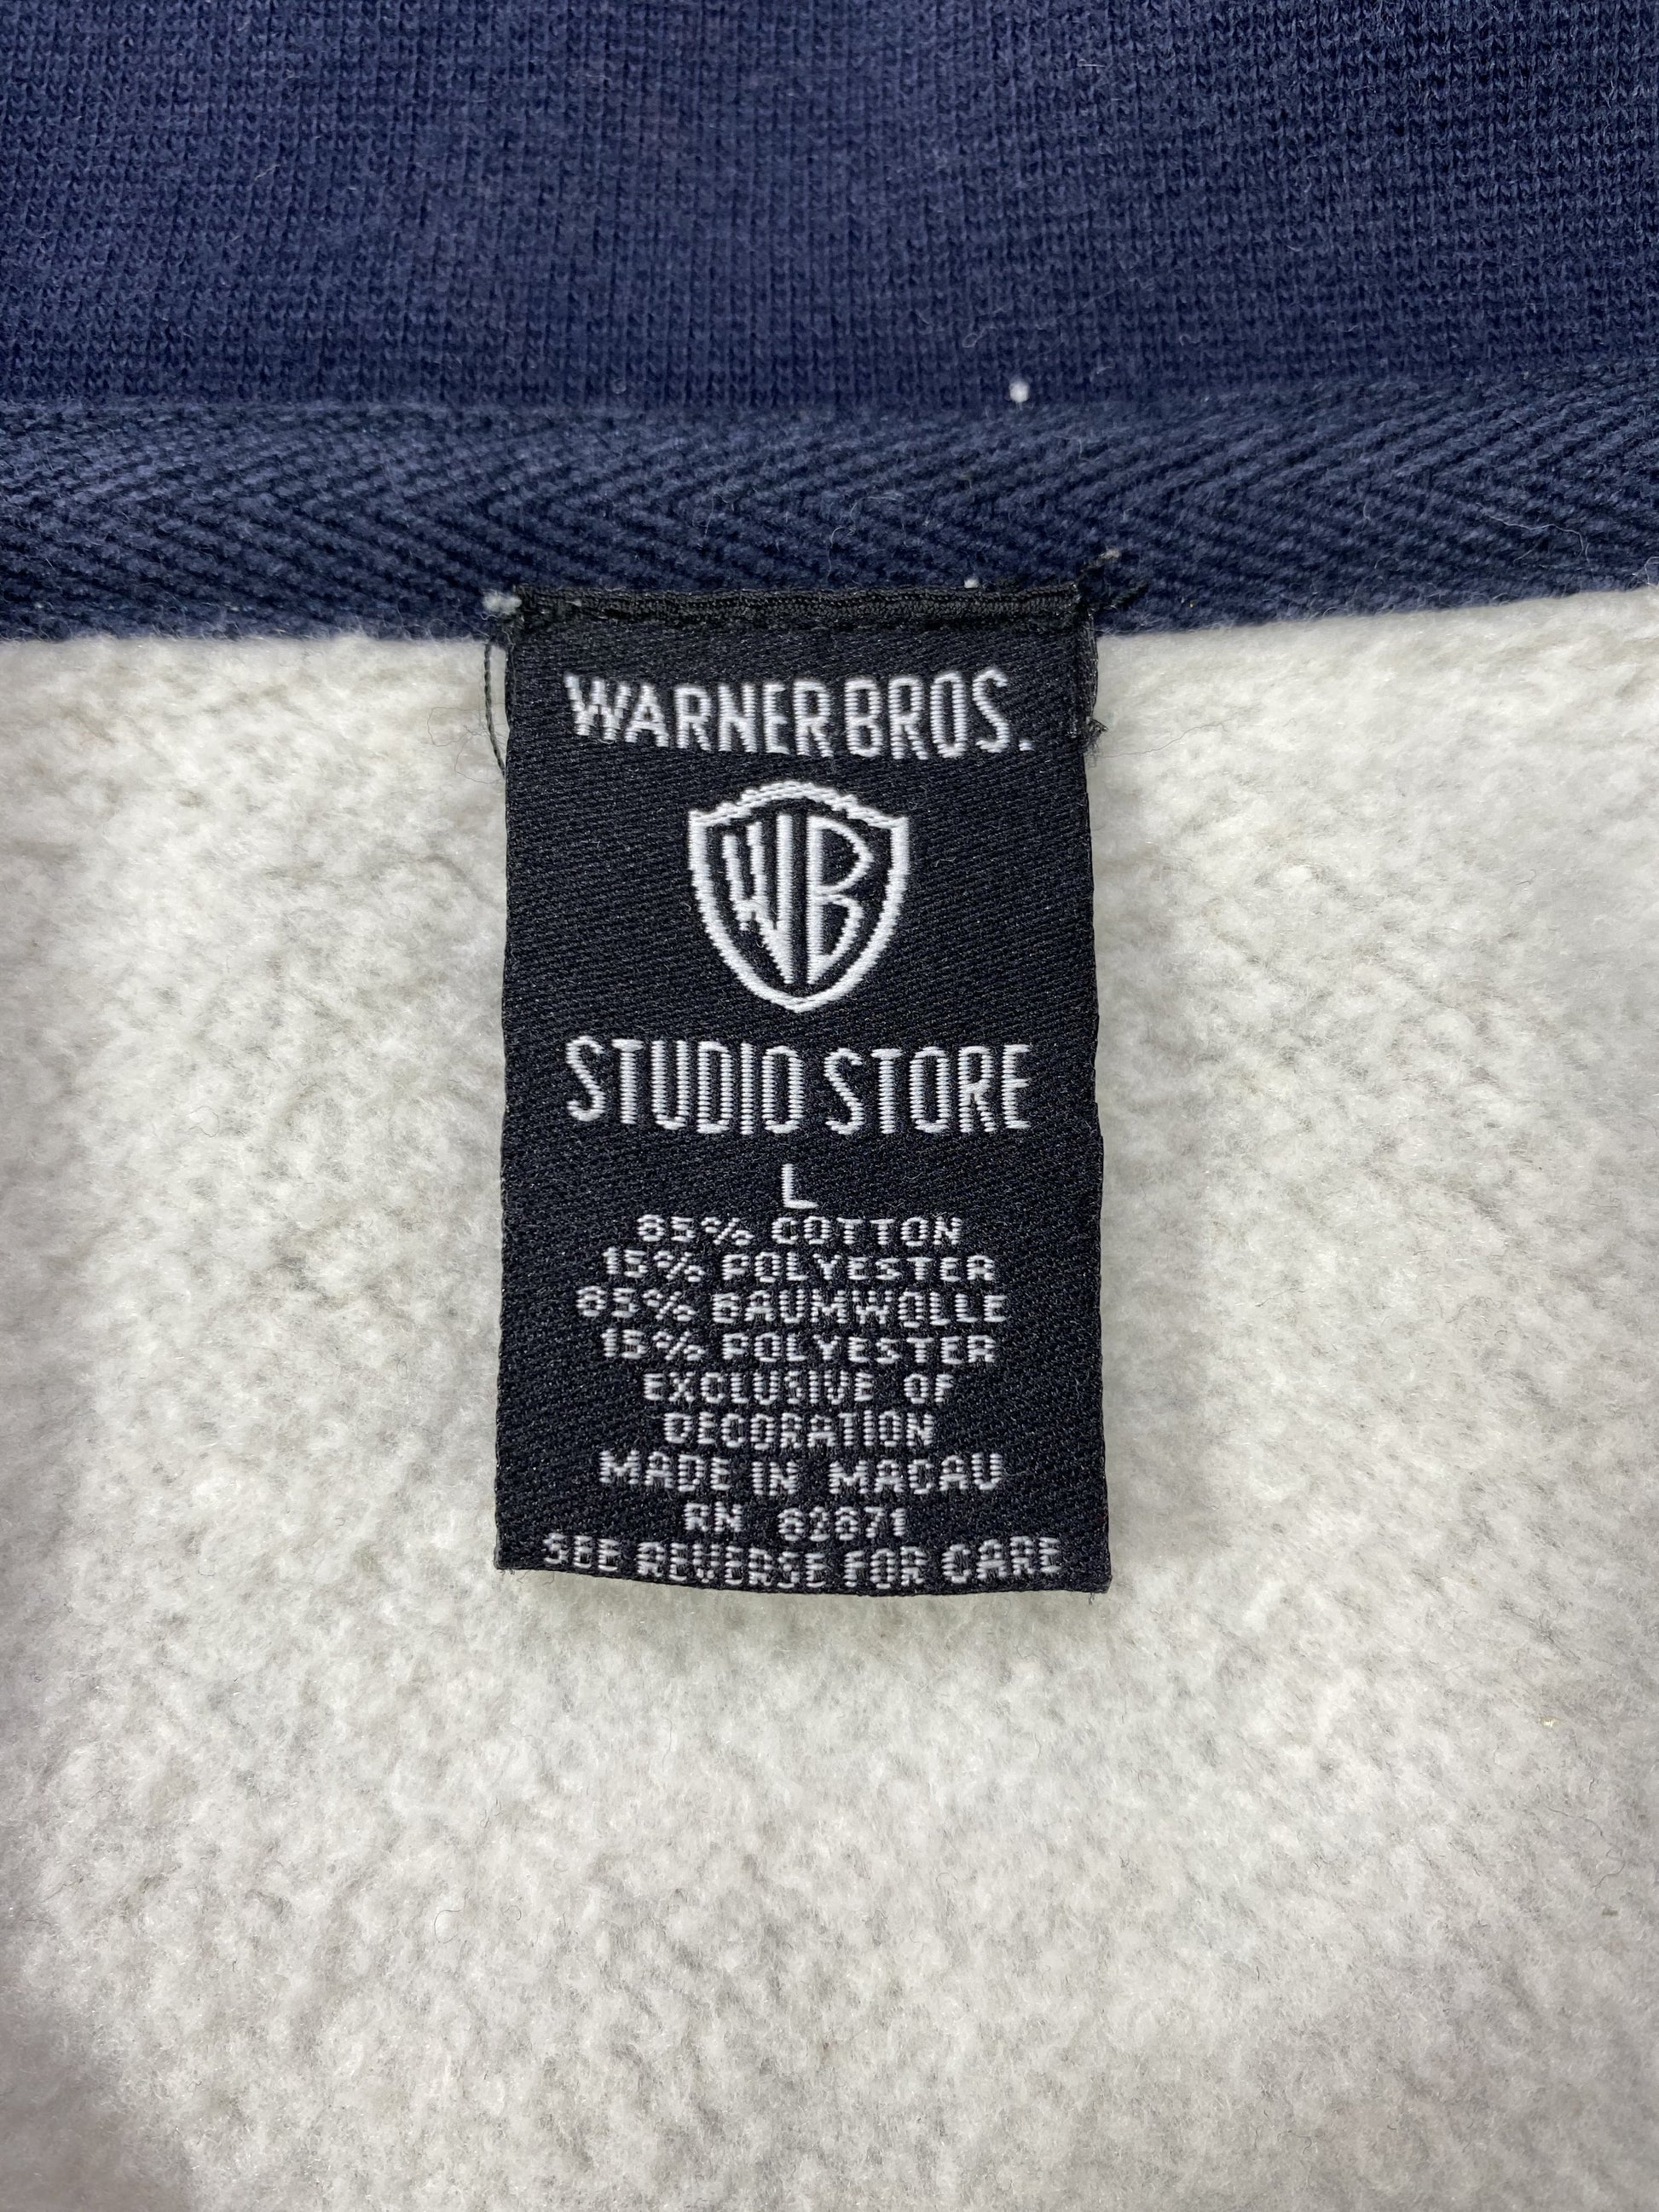 WARNER BROS.
WB
STUDIO STORE
L
85% COTTON
15% POLYESTER
85% BAUMWOLLE
15% POLYESTER
EXCLUSIVE OF
DECORATION
MADE IN MACAU
RN 82871
SEE REVERSE FOR CARE